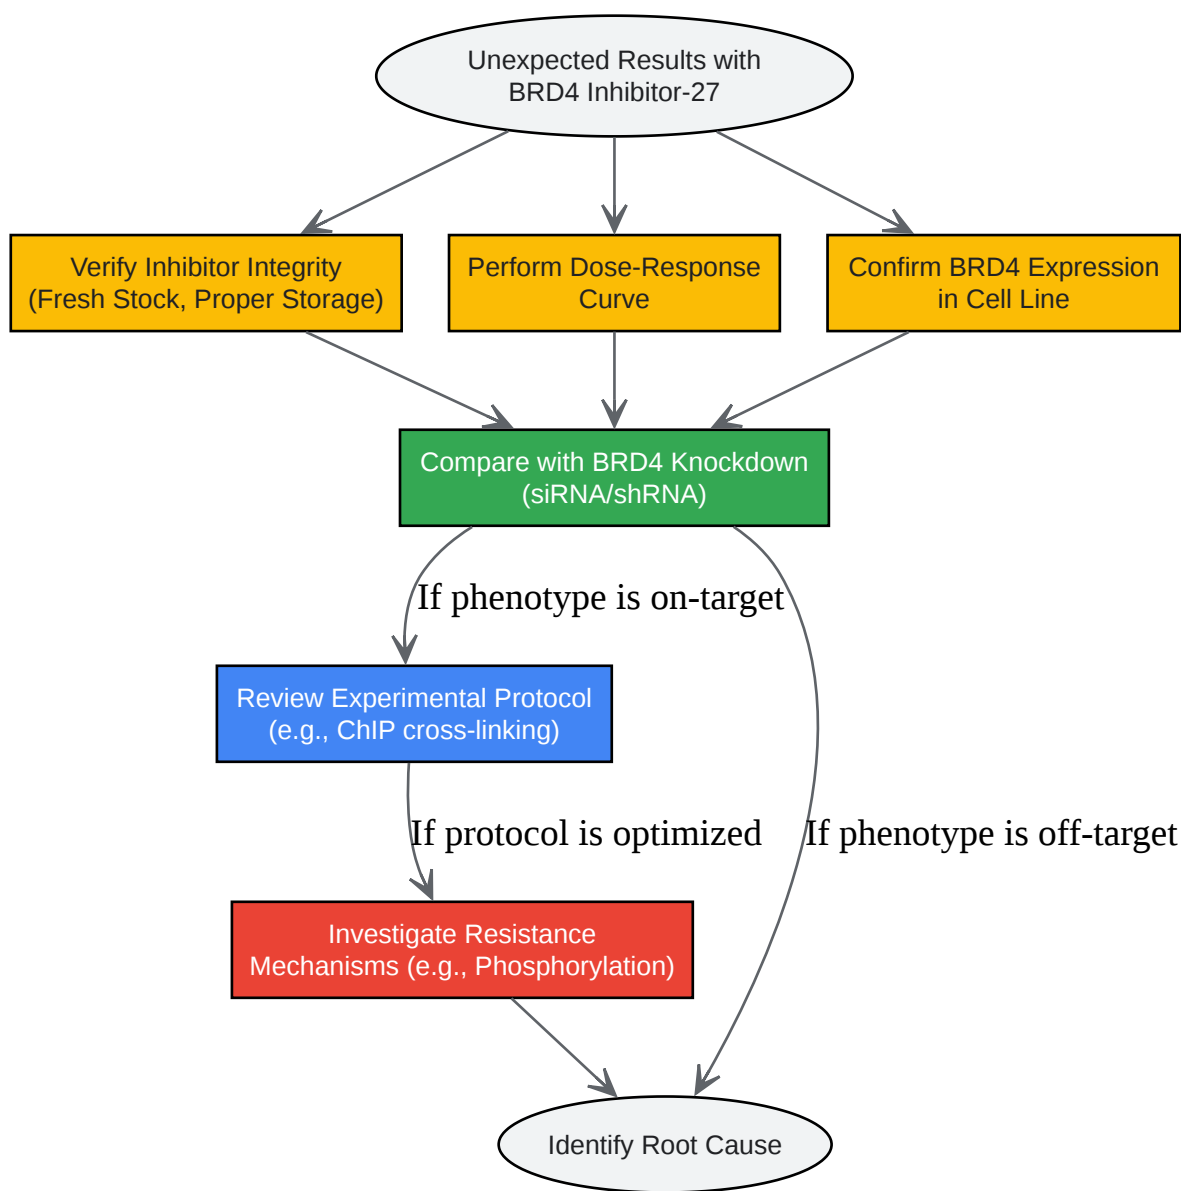 Unexpected Results with
BRD4 Inhibitor-27
Verify Inhibitor Integrity
(Fresh Stock, Proper Storage)
Perform Dose-Response
Curve
Confirm BRD4 Expression
in Cell Line
Compare with BRD4 Knockdown
(siRNA/shRNA)
If phenotype is on-target
Review Experimental Protocol
(e.g., ChIP cross-linking)
If protocol is optimized
If phenotype is off-target
Investigate Resistance
Mechanisms (e.g., Phosphorylation)
Identify Root Cause